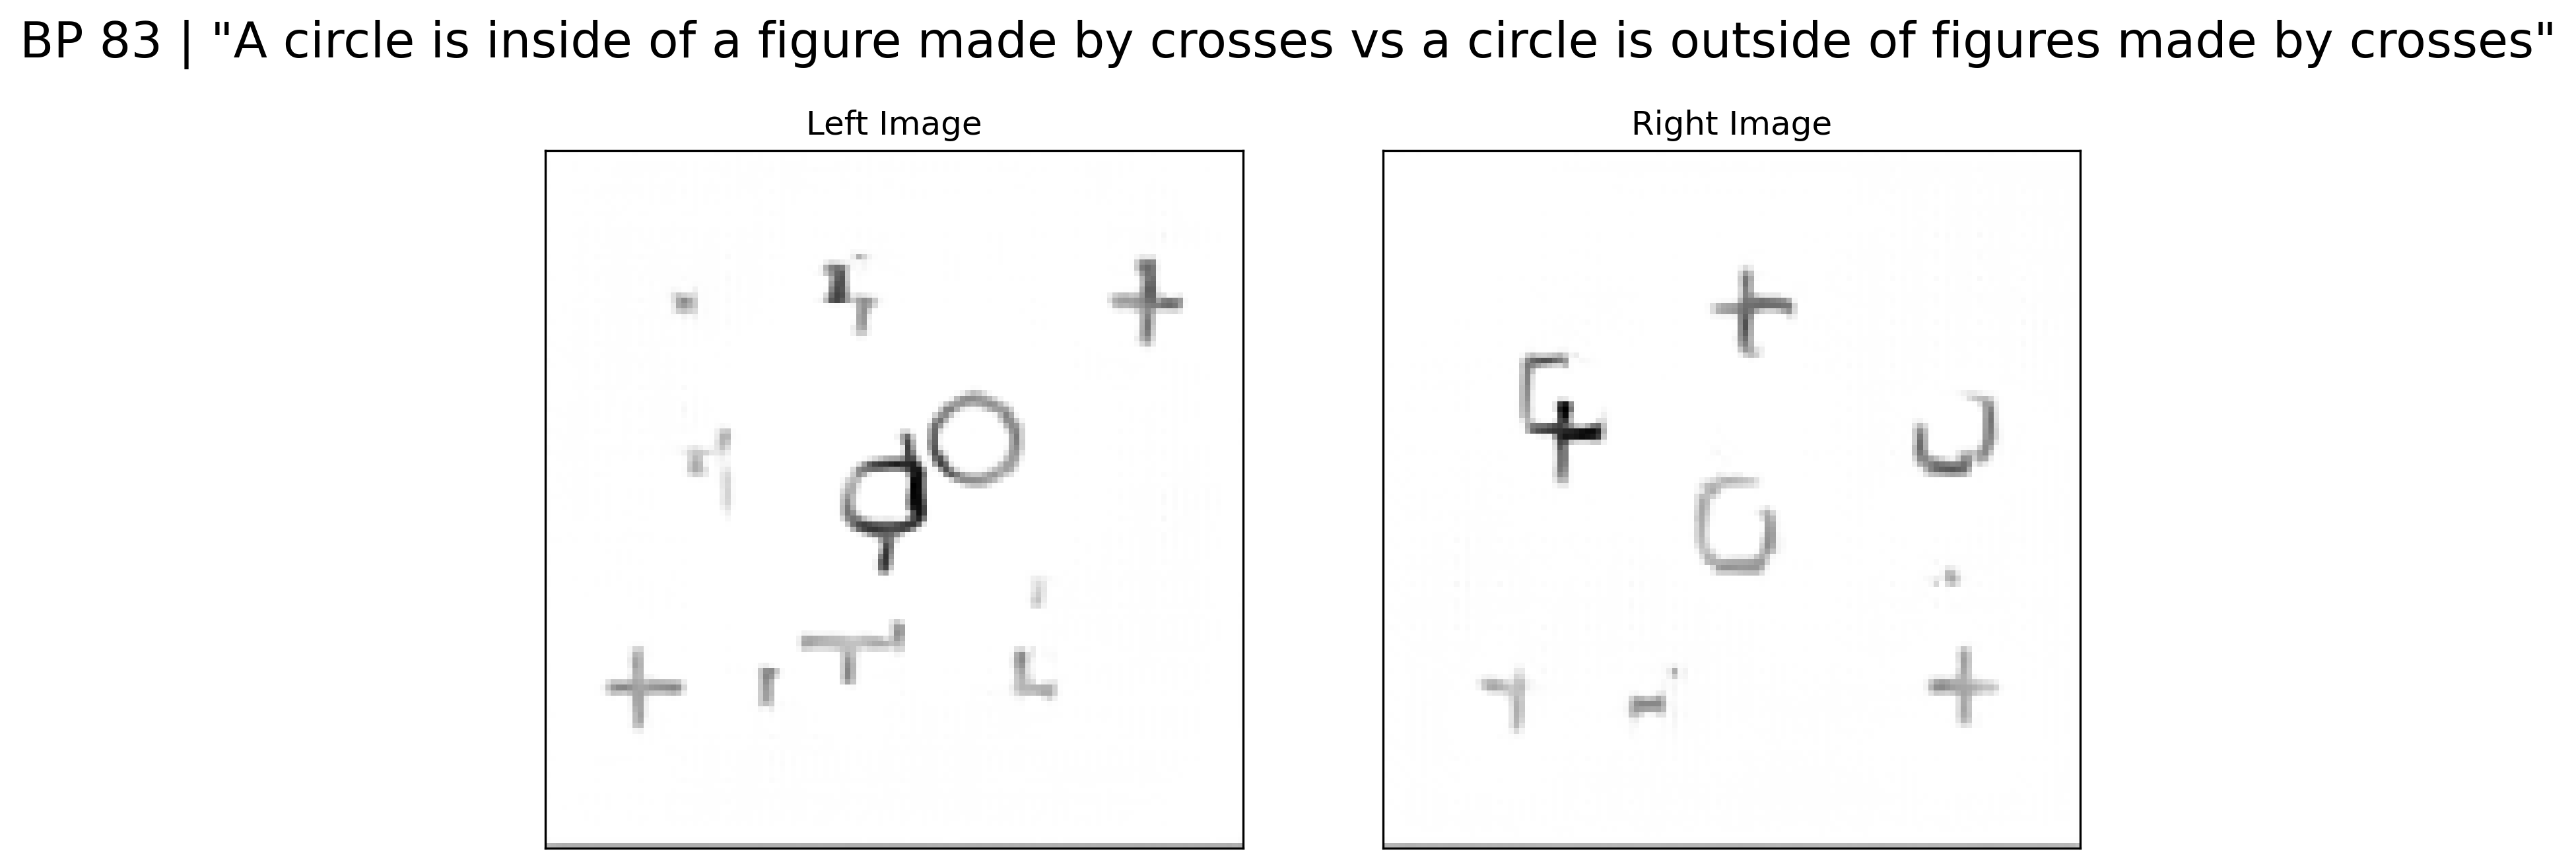 BP 83 | "A circle is inside of a figure made by crosses vs a circle is outside of figures made by crosses"
Left Image
Right Image